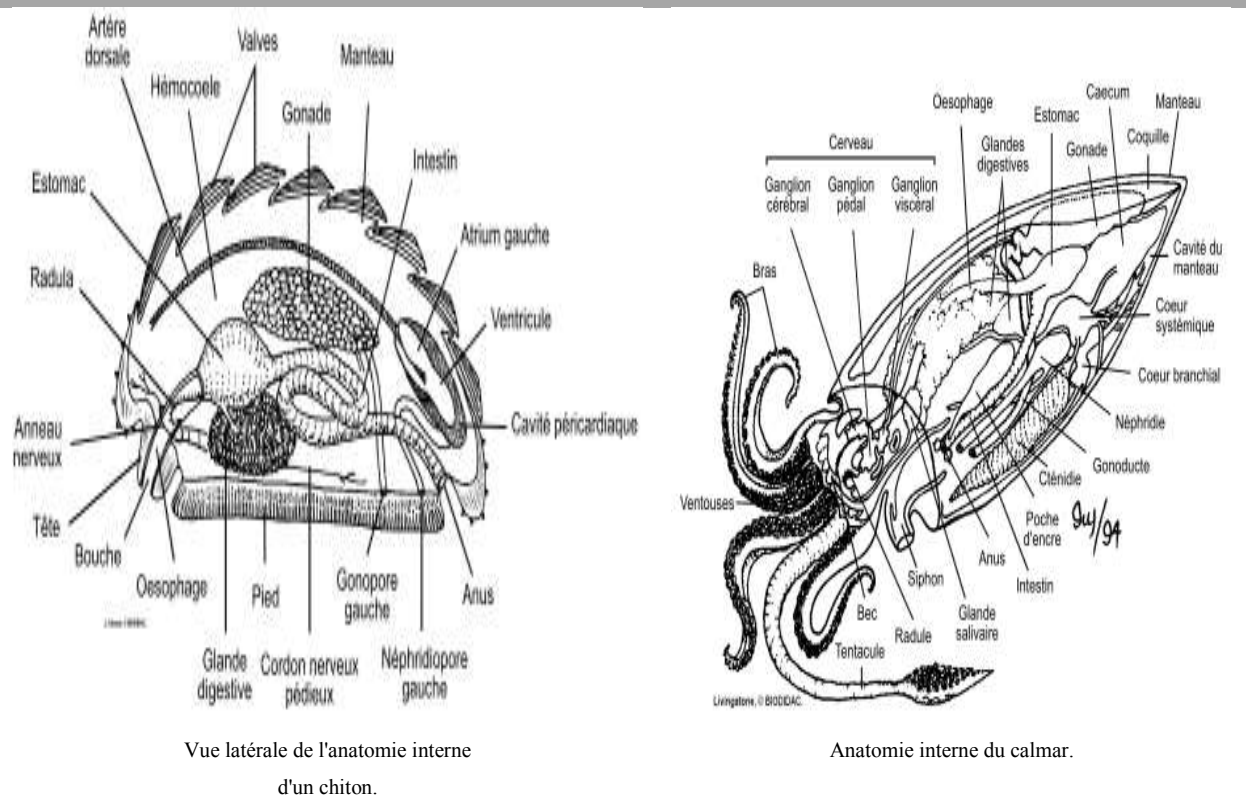 Artère
dorsale
Valves
Manteau
Hémocoele
Gonade
Intestin
Estomac
Atrium gauche
Radula
Ventricule
Anneau
nerveux
Cavité péricardiaque
Tête
Bouche
Oesophage
Pied
Gonopore
gauche
Anus
Glande
digestive
Cordon nerveux
pédieux
Néphridiopore
gauche
Vue latérale de l'anatomie interne
d'un chiton.
Oesophage
Estomac
Caecum
Manteau
Cerveau
Glandes
digestives
Gonade
Coquille
Ganglion
cérébral
Ganglion
pédal
Ganglion
viscéral
Bras
Cavité du
manteau
Coeur
systémique
Coeur branchial
Néphridie
Gonoducte
Cténidie
Ventouses
Poche
d'encre
Anus
Intestin
Siphon
Glande
salivaire
Bec
Radule
Tentacule
Livingstone, © BIODIDAC.
Anatomie interne du calmar.